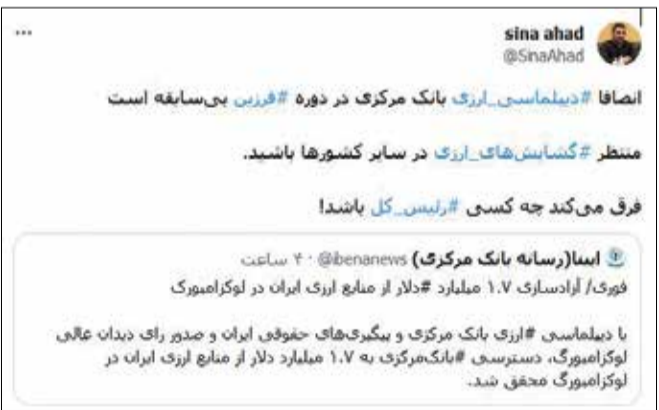 sina ahad
@SinaAhad
انصافا #دیپلماسی_ارزی بانک مرکزی در دوره #فرزین بی‌سابقه است
منتظر #گشایش‌های_ارزی در سایر کشورها باشید.
فرق می‌کند چه کسی #رئیس_کل باشد!
ایبنا(رسانه بانک مرکزی) @ibenanews · ۴ ساعت
فوری/ آزادسازی ۱.۷ میلیارد #دلار از منابع ارزی ایران در لوکزامبورگ
با دیپلماسی #ارزی بانک مرکزی و پیگیری‌های حقوقی ایران و صدور رای دیدان عالی
لوکزامبورگ، دسترسی #بانک‌مرکزی به ۱.۷ میلیارد دلار از منابع ارزی ایران در
لوکزامبورگ محقق شد.